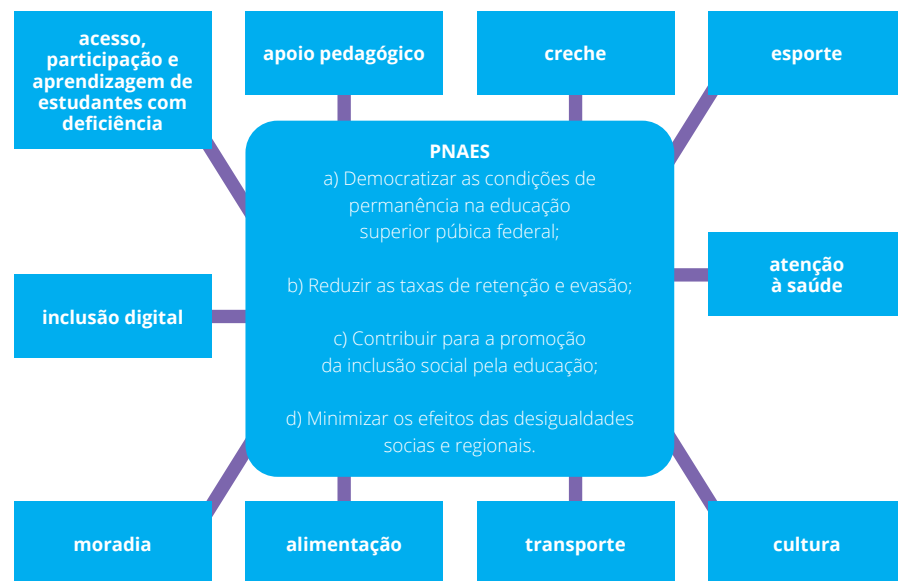 acesso,
participação e
aprendizagem de
estudantes com
deficiência
apoio pedagógico
creche
esporte
PNAES
a) Democratizar as condições de
permanência na educação
superior púbica federal;
b) Reduzir as taxas de retenção e evasão;
c) Contribuir para a promoção
da inclusão social pela educação;
d) Minimizar os efeitos das desigualdades
socias e regionais.
inclusão digital
atenção
à saúde
moradia
alimentação
transporte
cultura